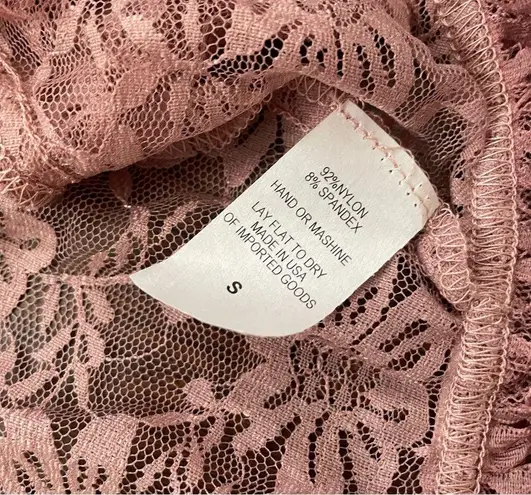 92%NYLON
8% SPANDEX
HAND OR MASHINE
LAY FLAT TO DRY
MADE IN USA
OF IMPORTED GOODS
S